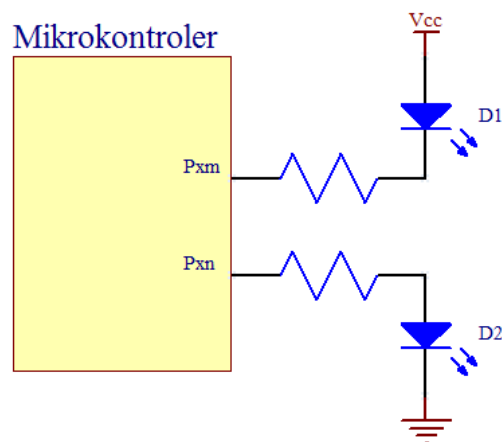 Vcc
Mikrokontroler
D1
Pxm
Pxn
D2